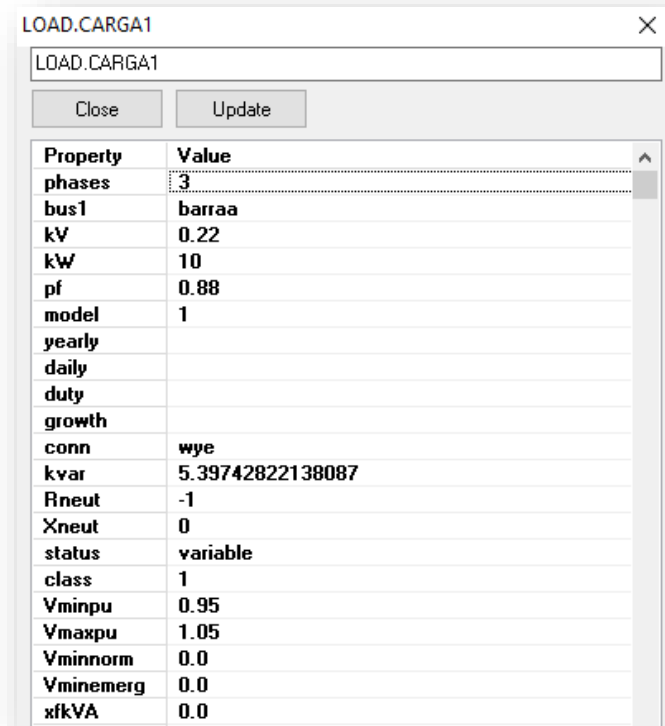 LOAD.CARGA1
LOAD.CARGA1
Close Update
Property Value
phases 3
bus1 barraa
kV 0.22
kW 10
pf 0.88
model 1
yearly
daily
duty
growth
conn wye
kvar 5.39742822138087
Rneut -1
Xneut 0
status variable
class 1
Vminpu 0.95
Vmaxpu 1.05
Vminnorm 0.0
Vminemerg 0.0
xfkVA 0.0